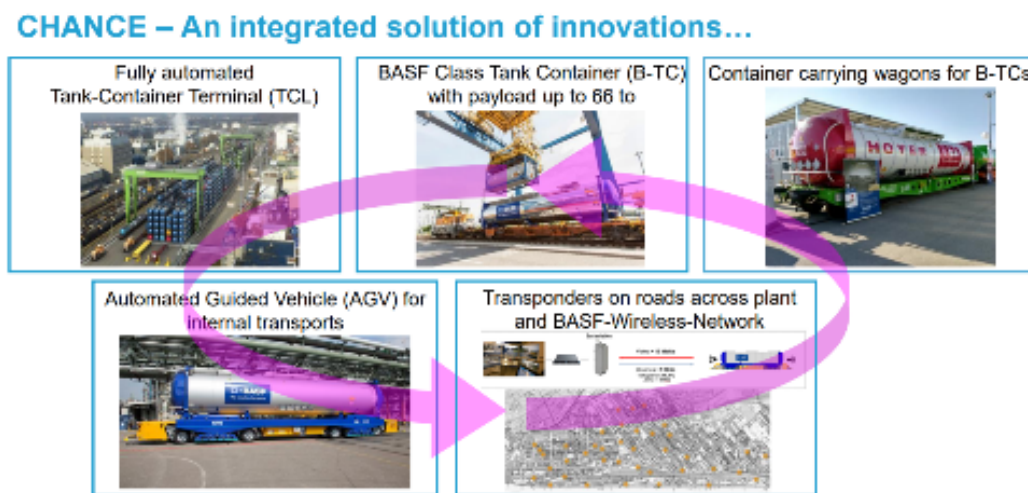 CHANCE – An integrated solution of innovations...
Fully automated
Tank-Container Terminal (TCL)
BASF Class Tank Container (B-TC)
with payload up to 66 to
Container carrying wagons for B-TCs
HOYER
Automated Guided Vehicle (AGV) for
internal transports
BASF
Transponders on roads across plant
and BASF-Wireless-Network